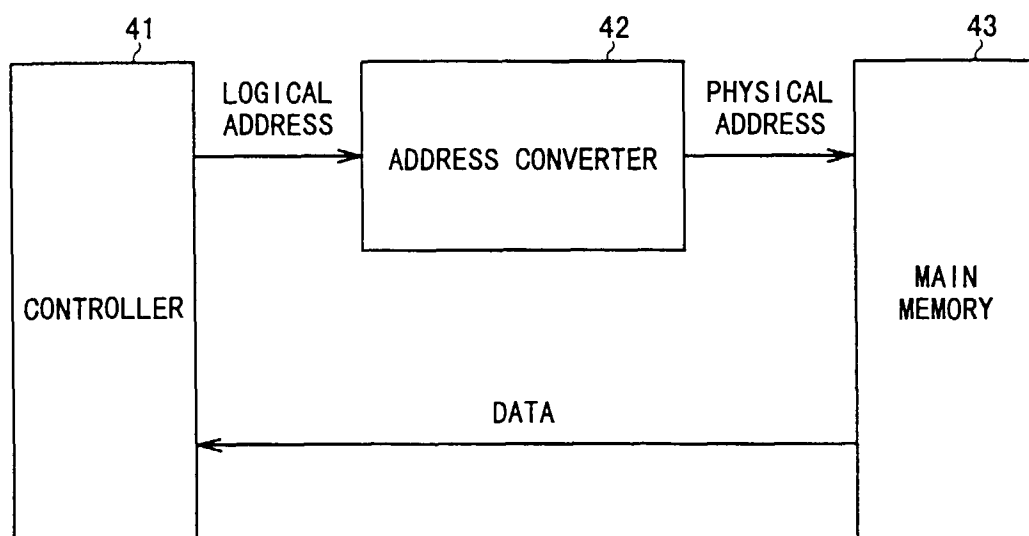 41
42
43
LOGICAL
ADDRESS
PHYSICAL
ADDRESS
ADDRESS CONVERTER
CONTROLLER
MAIN
MEMORY
DATA